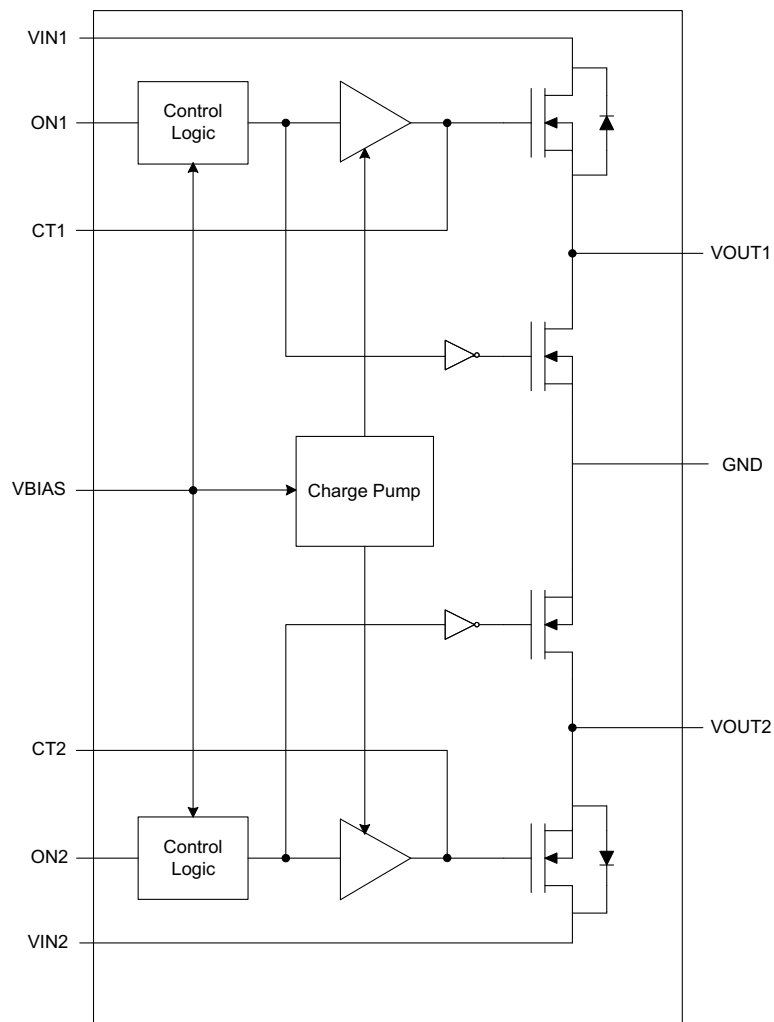 VIN1
Control
Logic
ON1
CT1
VOUT1
GND
VBIAS
Charge Pump
VOUT2
CT2
Control
Logic
ON2
VIN2